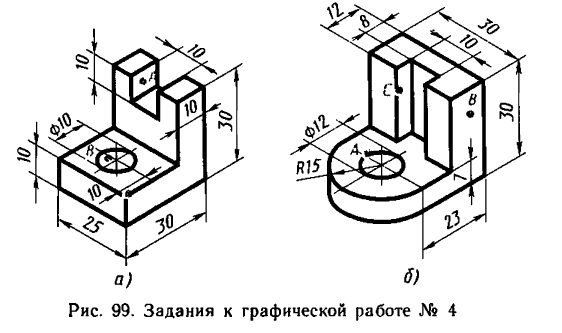 12
8
30
10
10
10
10
A
C
B
30
30
Ф10
Ф12
10
B
A
R15
10
7
25
30
23
а)
б)
Рис. 99. Задания к графической работе № 4